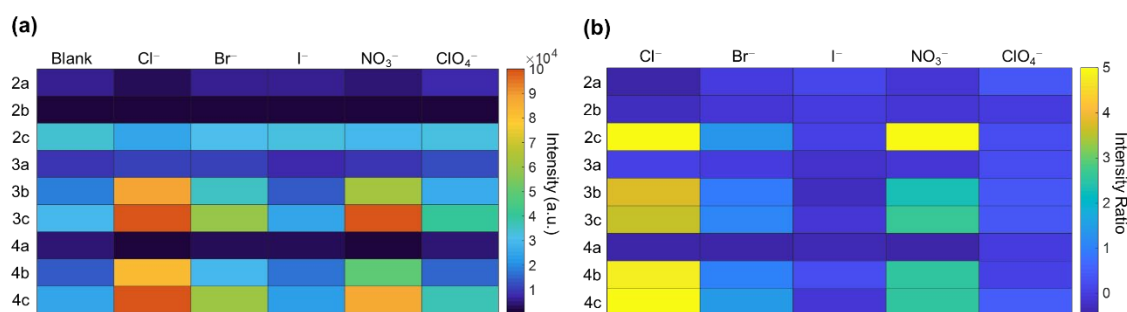 (a)
Blank Cl⁻ Br⁻ I⁻ NO₃⁻ ClO₄⁻
×10⁴
2a
2b
2c
3a
3b
3c
4a
4b
4c
10
9
8
7
6
5
4
3
2
1
Intensity (a.u.)
(b)
Cl⁻ Br⁻ I⁻ NO₃⁻ ClO₄⁻
2a
2b
2c
3a
3b
3c
4a
4b
4c
5
4
3
2
1
0
Intensity Ratio